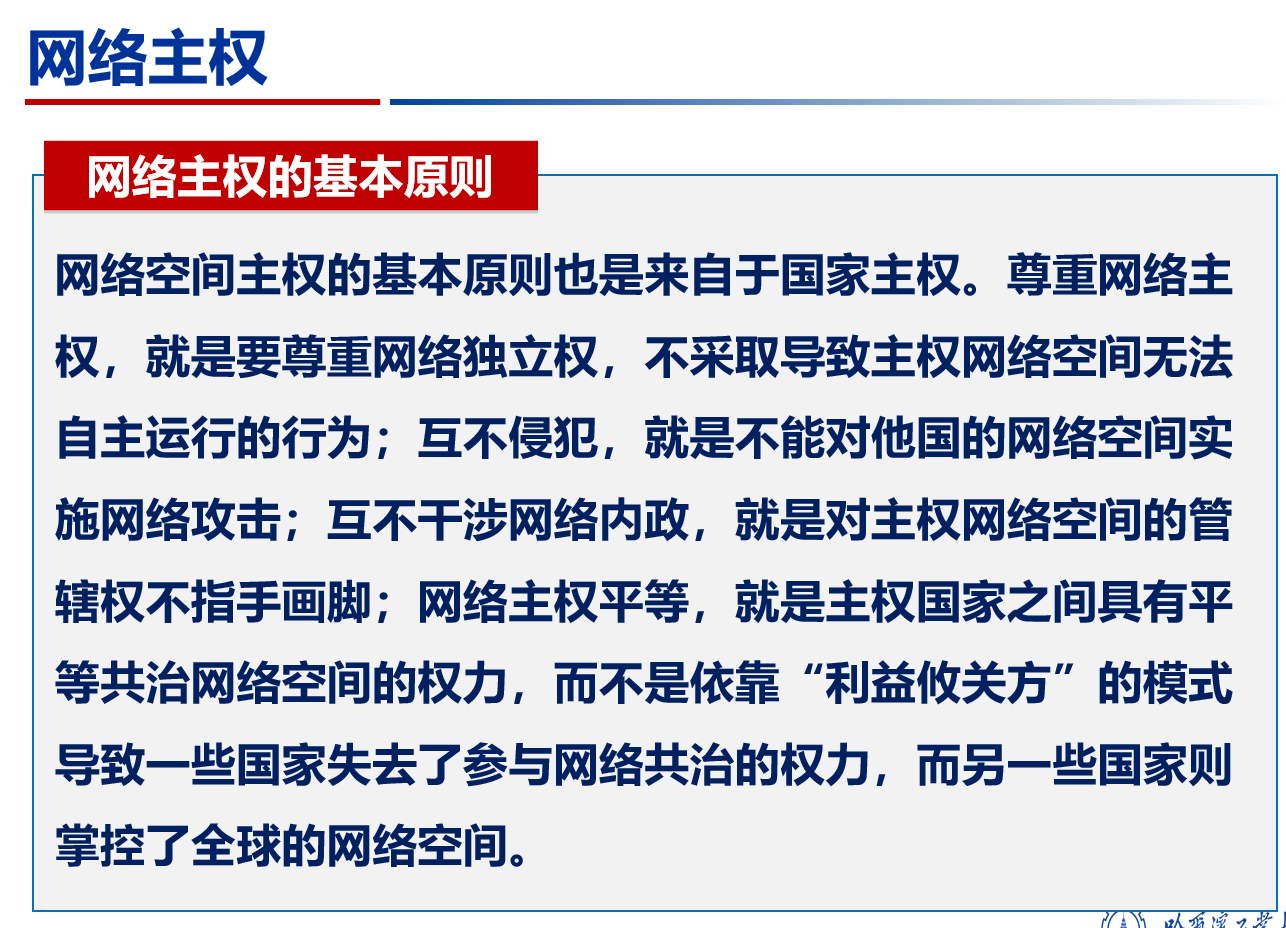 网络主权
网络主权的基本原则
网络空间主权的基本原则也是来自于国家主权。尊重网络主
权，就是要尊重网络独立权，不采取导致主权网络空间无法
自主运行的行为；互不侵犯，就是不能对他国的网络空间实
施网络攻击；互不干涉网络内政，就是对主权网络空间的管
辖权不指手画脚；网络主权平等，就是主权国家之间具有平
等共治网络空间的权力，而不是依靠“利益攸关方”的模式
导致一些国家失去了参与网络共治的权力，而另一些国家则
掌控了全球的网络空间。